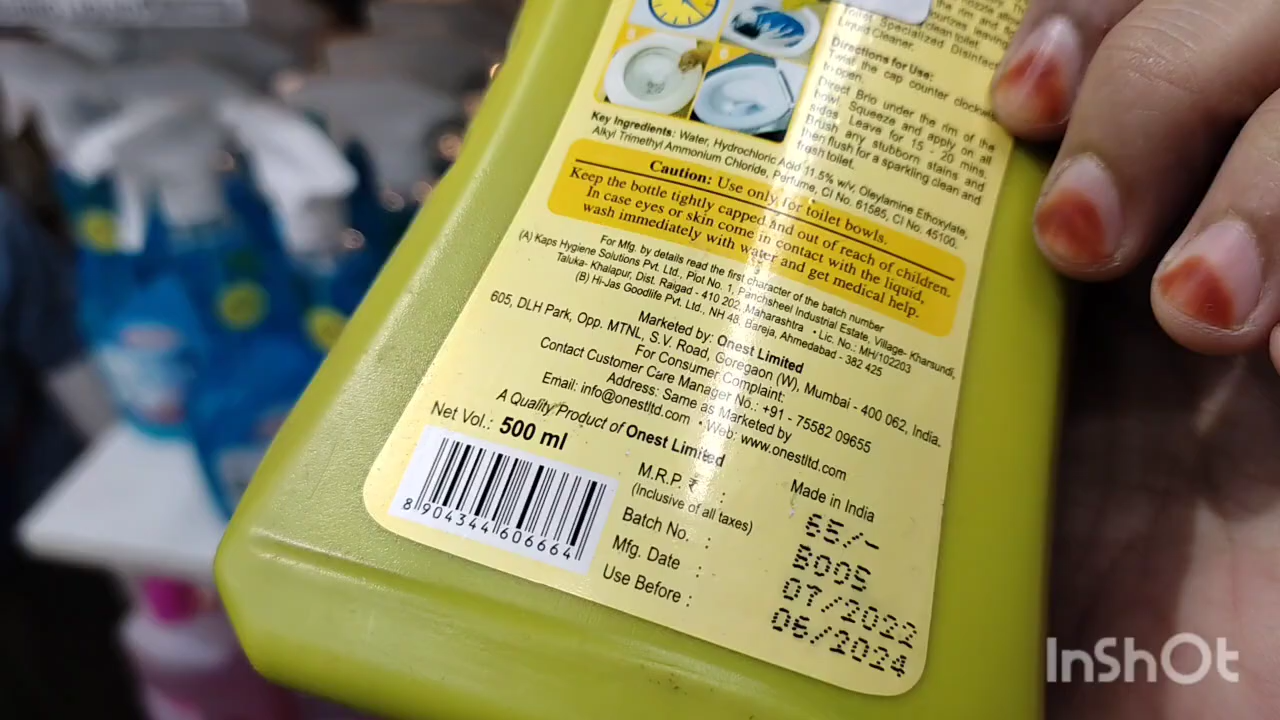 Liquid Cleaner.
Directions for Use:
Twist the cap counter clockwise
to open.
Direct Brio under the rim of the
bowl. Squeeze and apply on all
sides. Leave for 15 - 20 mins.
Brush any stubborn stains and
then flush for a sparkling clean and
fresh toilet.
Key Ingredients: Water, Hydrochloric Acid 11.5% w/v, Oleylamine Ethoxylate,
Alkyl Trimethyl Ammonium Chloride, Perfume, CI No. 61585, CI No. 45100.
Caution: Use only for toilet bowls.
Keep the bottle tightly capped and out of reach of children.
In case eyes or skin come in contact with the liquid,
wash immediately with water and get medical help.
For Mfg. by details read the first character of the batch number
(A) Kaps Hygiene Solutions Pvt. Ltd., Plot No. 1, Panchsheel Industrial Estate, Village- Kharsundi,
Taluka- Khalapur, Dist. Raigad - 410 202, Maharashtra • Lic. No.: MH/102203
(B) Hi-Jas Goodlife Pvt. Ltd., NH 48, Bareja, Ahmedabad - 382 425
Marketed by: Onest Limited
605, DLH Park, Opp. MTNL, S.V. Road, Goregaon (W), Mumbai - 400 062, India.
For Consumer Complaint:
Contact Customer Care Manager No.: +91 - 75582 09655
Address: Same as Marketed by
Email: info@onestltd.com • Web: www.onestltd.com
A Quality Product of Onest Limited
Net Vol.: 500 ml
M.R.P. ₹ :
(Inclusive of all taxes)
Batch No. :
Mfg. Date :
Use Before :
Made in India
65/-
B005
07/2022
06/2024
8 904344 606664
InShOt